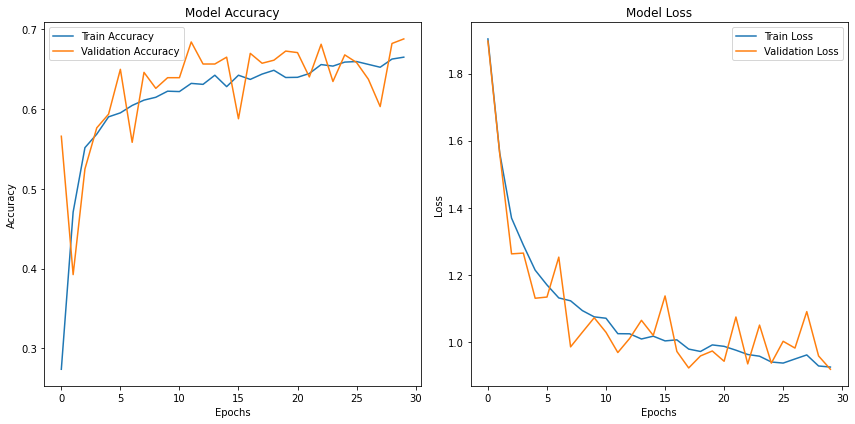 Model Accuracy
Train Accuracy
Validation Accuracy
0.7
0.6
0.5
0.4
0.3
Accuracy
0
5
10
15
20
25
30
Epochs
Model Loss
Train Loss
Validation Loss
1.8
1.6
1.4
1.2
1.0
Loss
0
5
10
15
20
25
30
Epochs